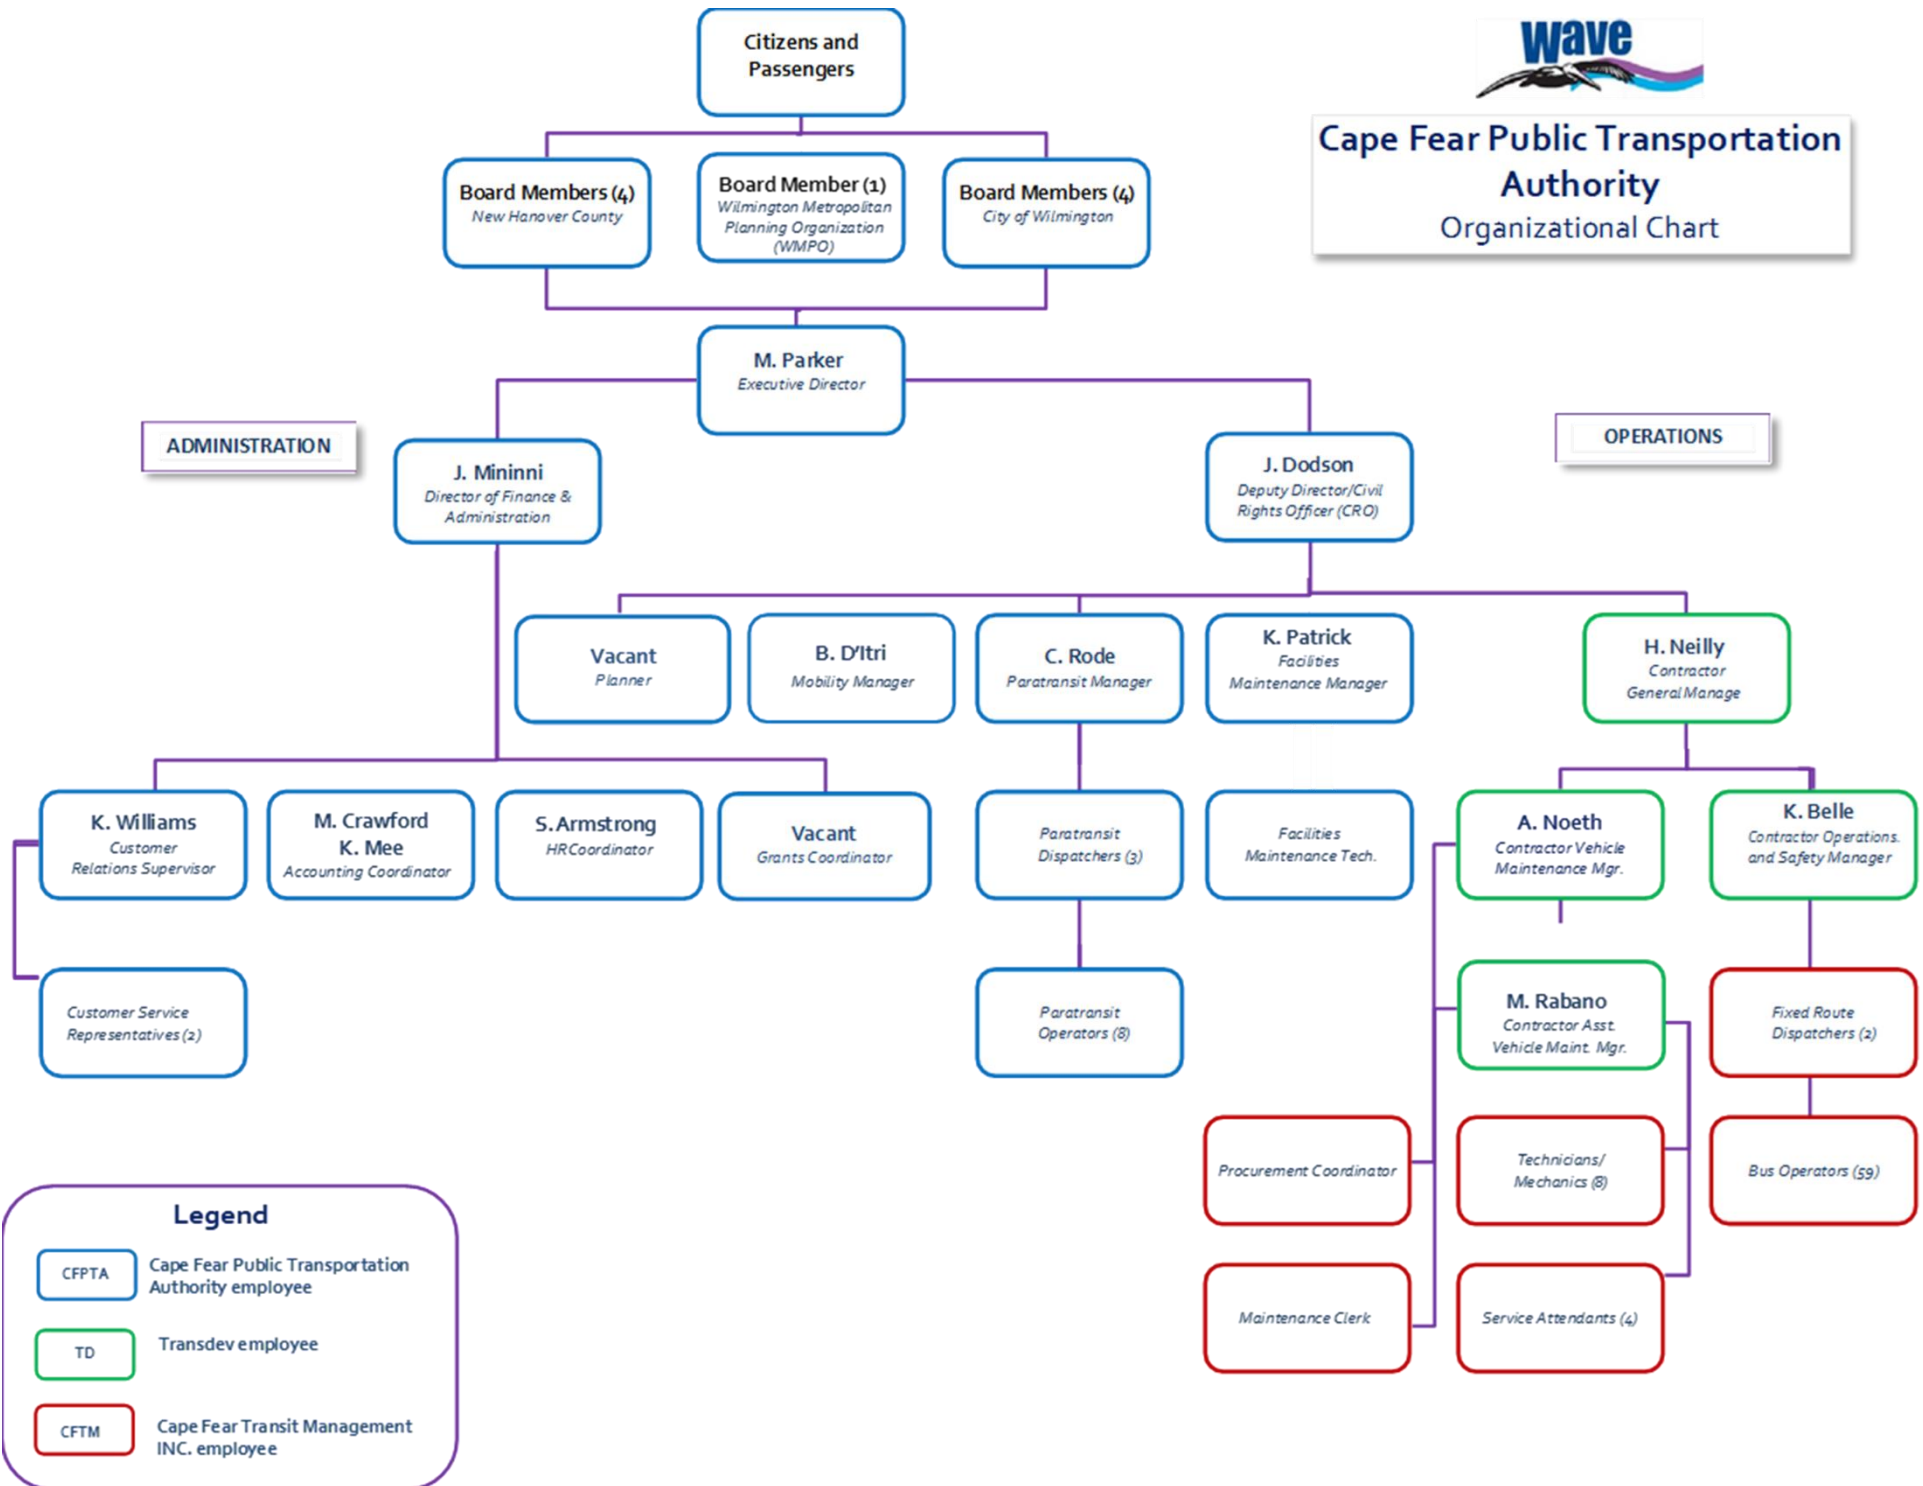 Citizens and
Passengers
wave
Cape Fear Public Transportation
Authority
Organizational Chart
Board Members (4)
New Hanover County
Board Member (1)
Wilmington Metropolitan
Planning Organization
(WMPO)
Board Members (4)
City of Wilmington
M. Parker
Executive Director
ADMINISTRATION
OPERATIONS
J. Mininni
Director of Finance &
Administration
J. Dodson
Deputy Director/Civil
Rights Officer (CRO)
Vacant
Planner
B. D'Itri
Mobility Manager
C. Rode
Paratransit Manager
K. Patrick
Facilities
Maintenance Manager
H. Neilly
Contractor
General Manage
K. Williams
Customer
Relations Supervisor
M. Crawford
K. Mee
Accounting Coordinator
S. Armstrong
HR Coordinator
Vacant
Grants Coordinator
Paratransit
Dispatchers (3)
Facilities
Maintenance Tech.
A. Noeth
Contractor Vehicle
Maintenance Mgr.
K. Belle
Contractor Operations.
and Safety Manager
Customer Service
Representatives (2)
Paratransit
Operators (8)
M. Rabano
Contractor Asst.
Vehicle Maint. Mgr.
Fixed Route
Dispatchers (2)
Procurement Coordinator
Technicians/
Mechanics (8)
Bus Operators (59)
Maintenance Clerk
Service Attendants (4)
Legend
CFPTA
Cape Fear Public Transportation
Authority employee
TD
Transdev employee
CFTM
Cape Fear Transit Management
INC. employee